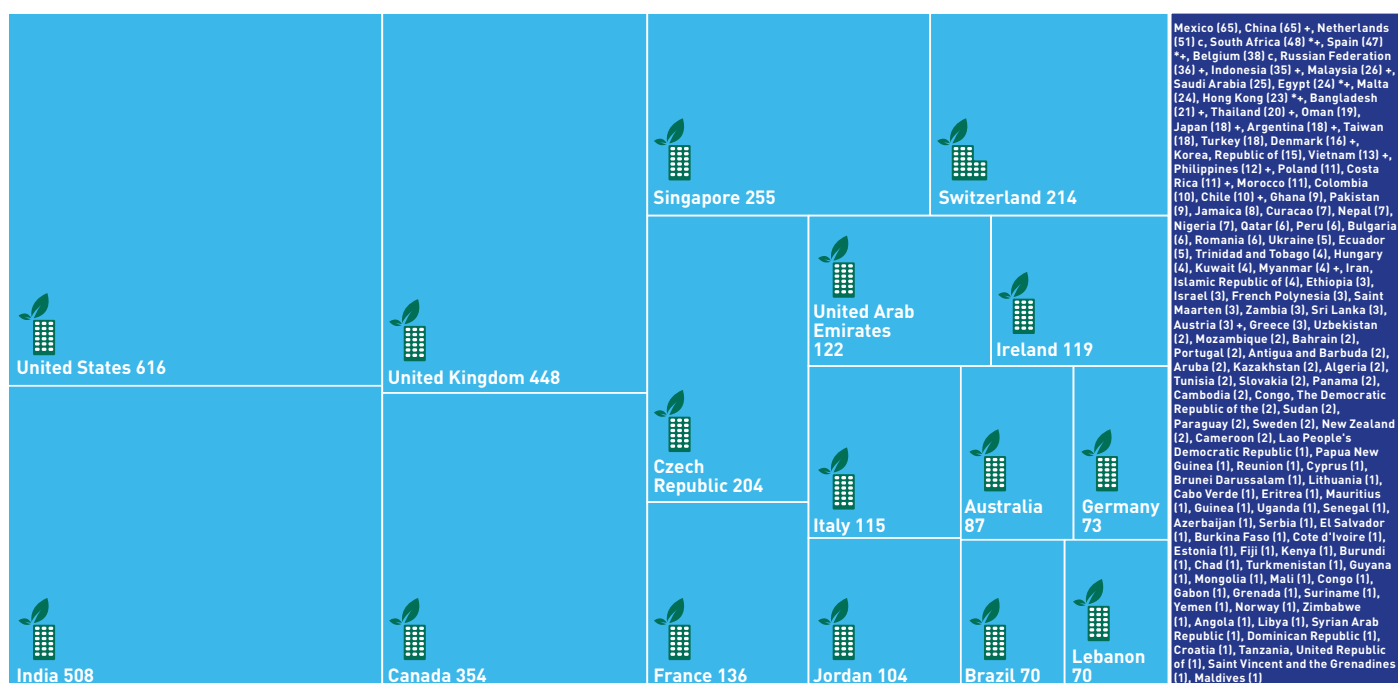 United States 616
India 508
United Kingdom 448
Canada 354
Singapore 255
Switzerland 214
Czech
Republic 204
France 136
United Arab
Emirates
122
Ireland 119
Italy 115
Jordan 104
Australia
87
Germany
73
Brazil 70
Lebanon
70
Mexico (65), China (65) +, Netherlands
(51) c, South Africa (48) *+, Spain (47)
*+, Belgium (38) c, Russian Federation
(36) +, Indonesia (35) +, Malaysia (26) +,
Saudi Arabia (25), Egypt (24) *+, Malta
(24), Hong Kong (23) *+, Bangladesh
(21) +, Thailand (20) +, Oman (19),
Japan (18) +, Argentina (18) +, Taiwan
(18), Turkey (18), Denmark (16) +,
Korea, Republic of (15), Vietnam (13) +,
Philippines (12) +, Poland (11), Costa
Rica (11) +, Morocco (11), Colombia
(10), Chile (10) +, Ghana (9), Pakistan
(9), Jamaica (8), Curacao (7), Nepal (7),
Nigeria (7), Qatar (6), Peru (6), Bulgaria
(6), Romania (6), Ukraine (5), Ecuador
(5), Trinidad and Tobago (4), Hungary
(4), Kuwait (4), Myanmar (4) +, Iran,
Islamic Republic of (4), Ethiopia (3),
Israel (3), French Polynesia (3), Saint
Maarten (3), Zambia (3), Sri Lanka (3),
Austria (3) +, Greece (3), Uzbekistan
(2), Mozambique (2), Bahrain (2),
Portugal (2), Antigua and Barbuda (2),
Aruba (2), Kazakhstan (2), Algeria (2),
Tunisia (2), Slovakia (2), Panama (2),
Cambodia (2), Congo, The Democratic
Republic of the (2), Sudan (2),
Paraguay (2), Sweden (2), New Zealand
(2), Cameroon (2), Lao People's
Democratic Republic (1), Papua New
Guinea (1), Reunion (1), Cyprus (1),
Brunei Darussalam (1), Lithuania (1),
Cabo Verde (1), Eritrea (1), Mauritius
(1), Guinea (1), Uganda (1), Senegal (1),
Azerbaijan (1), Serbia (1), El Salvador
(1), Burkina Faso (1), Cote d'Ivoire (1),
Estonia (1), Fiji (1), Kenya (1), Burundi
(1), Chad (1), Turkmenistan (1), Guyana
(1), Mongolia (1), Mali (1), Congo (1),
Gabon (1), Grenada (1), Suriname (1),
Yemen (1), Norway (1), Zimbabwe
(1), Angola (1), Libya (1), Syrian Arab
Republic (1), Dominican Republic (1),
Croatia (1), Tanzania, United Republic
of (1), Saint Vincent and the Grenadines
(1), Maldives (1)